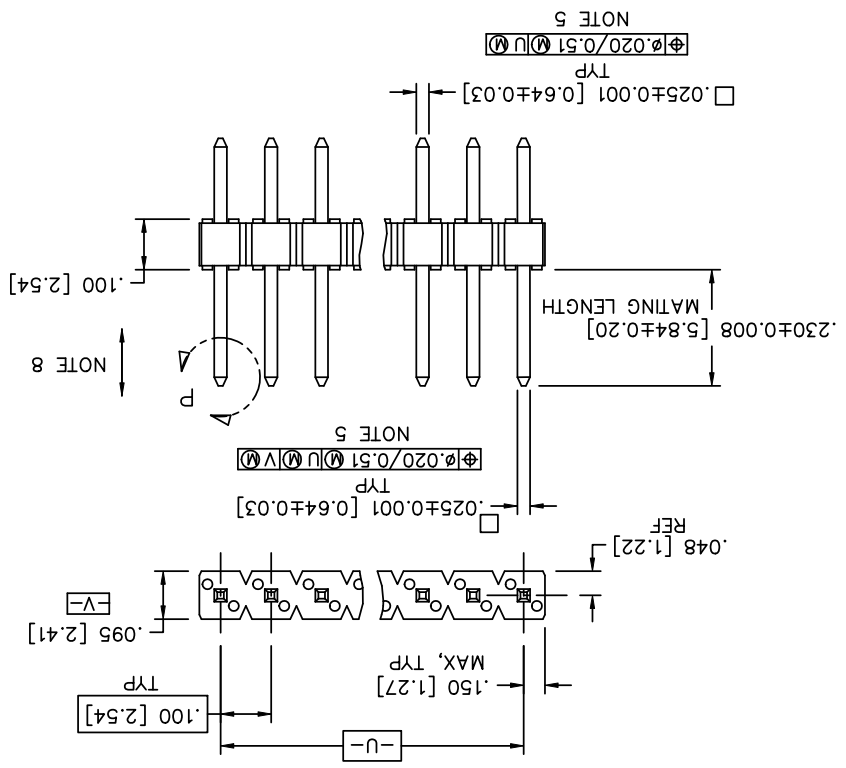 -U-
.100 [2.54]
TYP
.150 [1.27]
MAX, TYP
.095 [2.41]
-V-
.048 [1.22]
REF
.025±0.001 [0.64±0.03]
TYP
⌖ ⌀.020/0.51 Ⓜ U Ⓜ V Ⓜ
NOTE 5
P
NOTE 8
.230±0.008 [5.84±0.20]
MATING LENGTH
.100 [2.54]
□.025±0.001 [0.64±0.03]
TYP
⌖ ⌀.020/0.51 Ⓜ U Ⓜ
NOTE 5